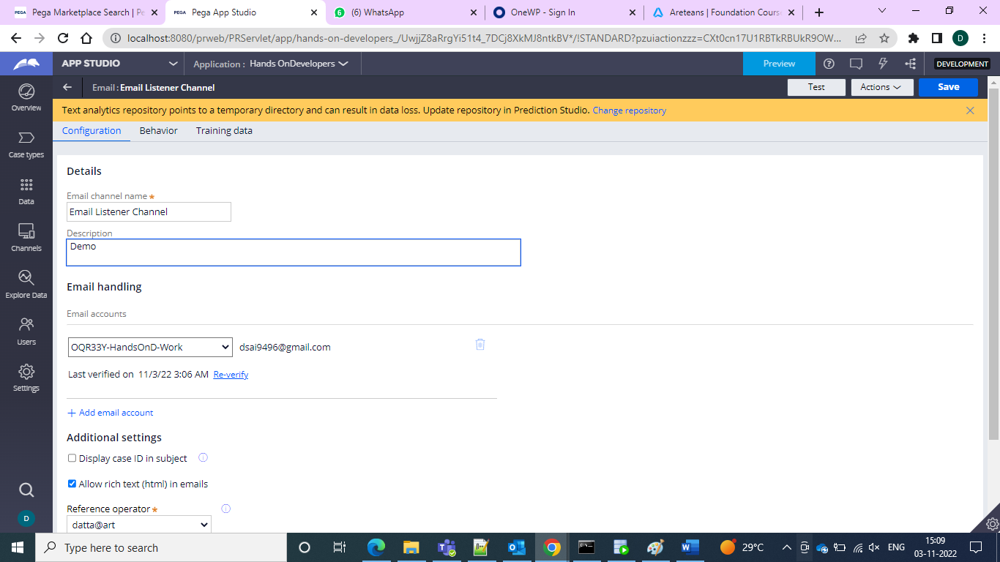 PEGA Pega Marketplace Search | Pe
PEGA Pega App Studio
6 (6) WhatsApp
OneWP - Sign In
Areteans | Foundation Cours
localhost:8080/prweb/PRServlet/app/hands-on-developers_/UwjjZ8aRrgYi51t4_7DCj8XkMJ8ntkBV*/!STANDARD?pzuiactionzzz=CXt0cn17U1RBTkRBUkR9OW...
D
APP STUDIO
Application : Hands OnDevelopers
Preview
DEVELOPMENT
Email: Email Listener Channel
Test
Actions
Save
Text analytics repository points to a temporary directory and can result in data loss. Update repository in Prediction Studio. Change repository
Overview
Case types
Data
Channels
Explore Data
Users
Settings
D
Configuration
Behavior
Training data
Details
Email channel name *
Email Listener Channel
Description
Demo
Email handling
Email accounts
OQR33Y-HandsOnD-Work
dsai9496@gmail.com
Last verified on 11/3/22 3:06 AM Re-verify
+ Add email account
Additional settings
Display case ID in subject
Allow rich text (html) in emails
Reference operator *
datta@art
Type here to search
29°C
ENG
15:09
03-11-2022